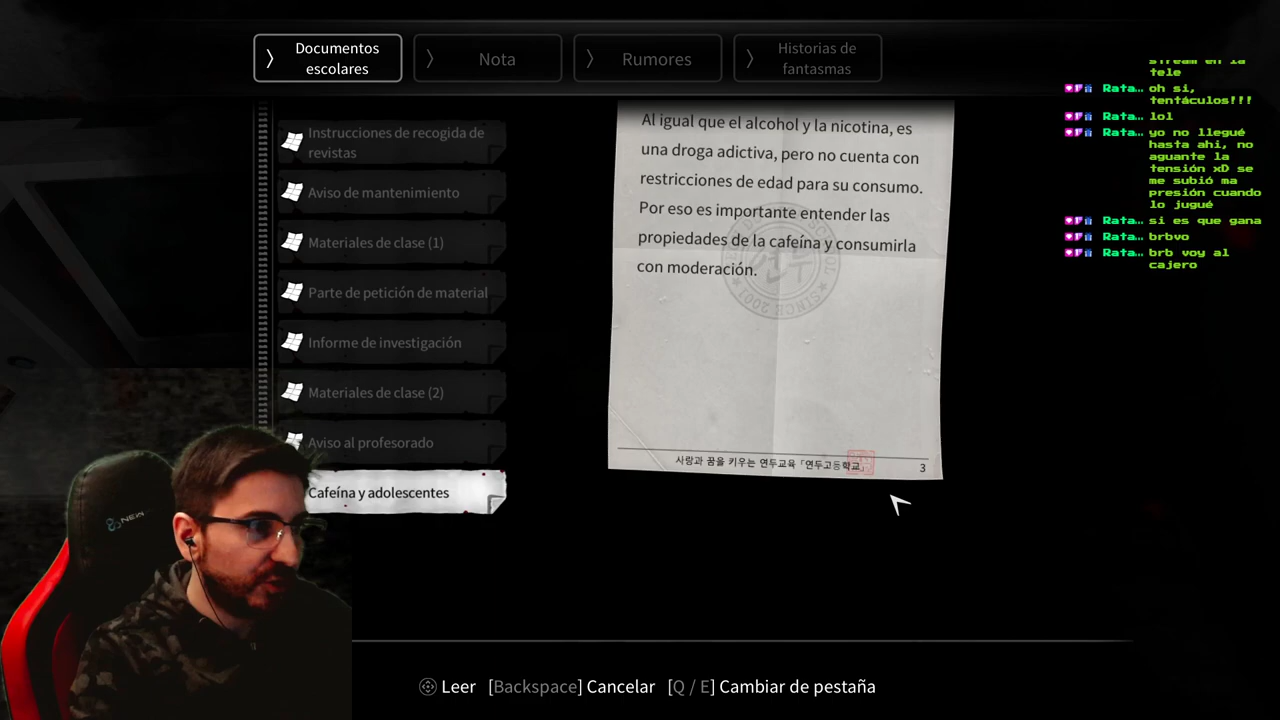 Documentos
escolares
Nota
Rumores
Historias de
fantasmas
Instrucciones de recogida de
revistas
Aviso de mantenimiento
Materiales de clase (1)
Parte de petición de material
Informe de investigación
Materiales de clase (2)
Aviso al profesorado
Cafeína y adolescentes
Al igual que el alcohol y la nicotina, es
una droga adictiva, pero no cuenta con
restricciones de edad para su consumo.
Por eso es importante entender las
propiedades de la cafeína y consumirla
con moderación.
SINCE 2001
사랑과 꿈을 키우는 연두교육 「연두고등학교」
3
stream en la
tele
Rata… oh si,
tentáculos!!!
Rata… lol
Rata… yo no llegué
hasta ahi, no
aguante la
tensión xD se
me subió ma
presión cuando
lo jugué
Rata… si es que gana
Rata… brbvo
Rata… brb voy al
cajero
Leer [Backspace] Cancelar [Q / E] Cambiar de pestaña